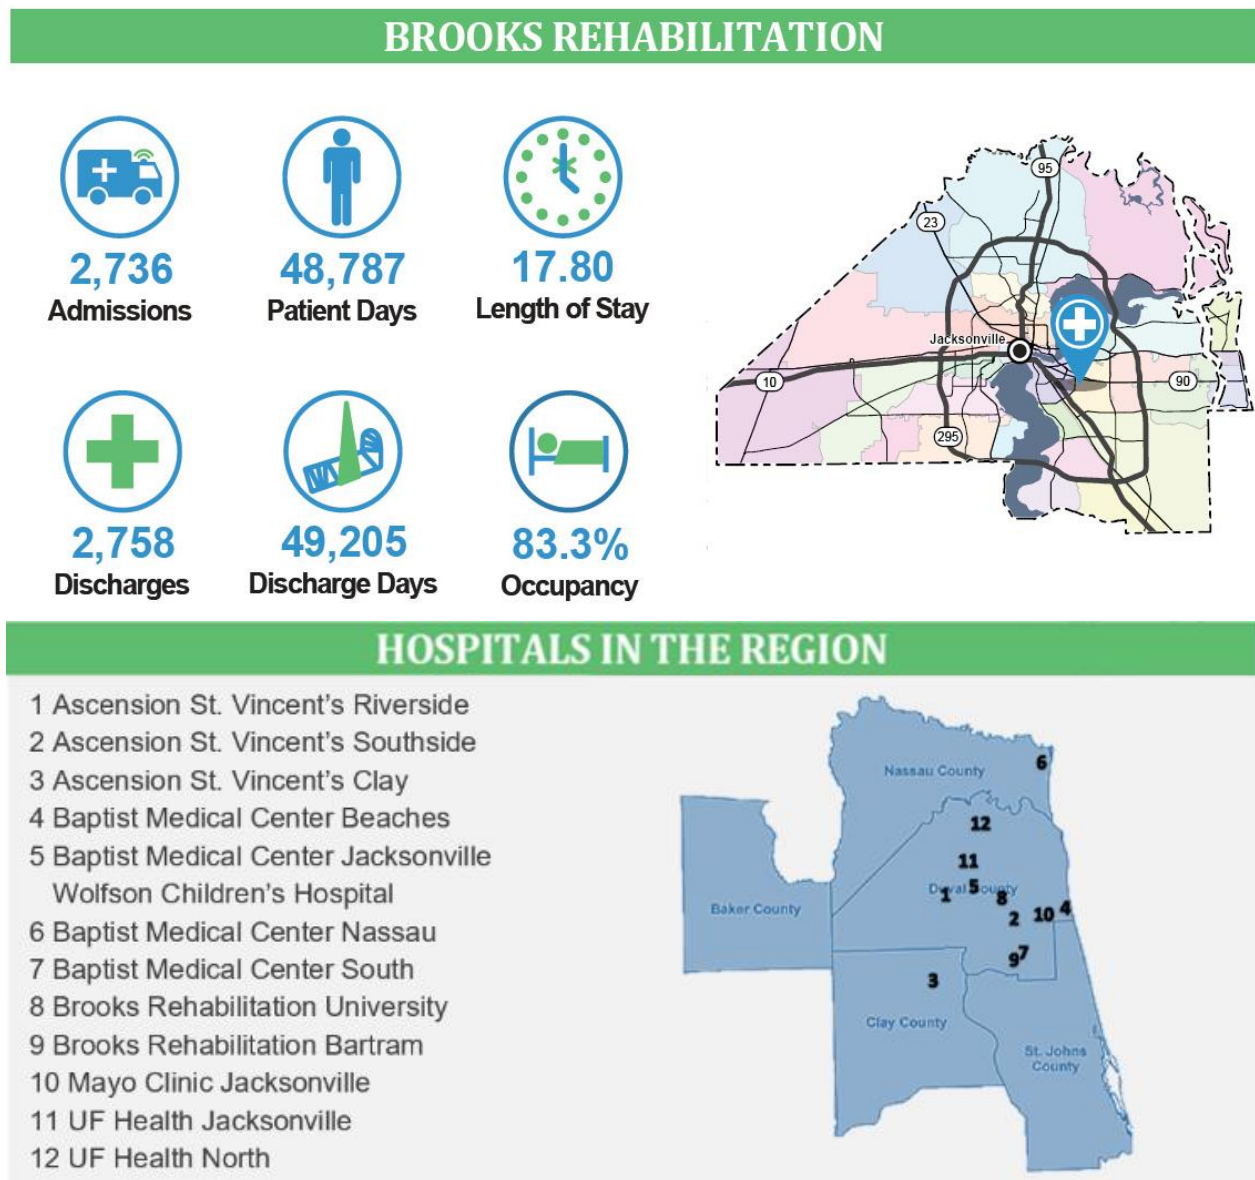 BROOKS REHABILITATION
2,736
Admissions
48,787
Patient Days
17.80
Length of Stay
2,758
Discharges
49,205
Discharge Days
83.3%
Occupancy
95
23
Jacksonville
10
90
295
HOSPITALS IN THE REGION
1 Ascension St. Vincent’s Riverside
2 Ascension St. Vincent’s Southside
3 Ascension St. Vincent’s Clay
4 Baptist Medical Center Beaches
5 Baptist Medical Center Jacksonville
Wolfson Children’s Hospital
6 Baptist Medical Center Nassau
7 Baptist Medical Center South
8 Brooks Rehabilitation University
9 Brooks Rehabilitation Bartram
10 Mayo Clinic Jacksonville
11 UF Health Jacksonville
12 UF Health North
Nassau County
6
12
11
Duval County
1
5
8
Baker County
2
10
4
9
7
3
Clay County
St. Johns
County